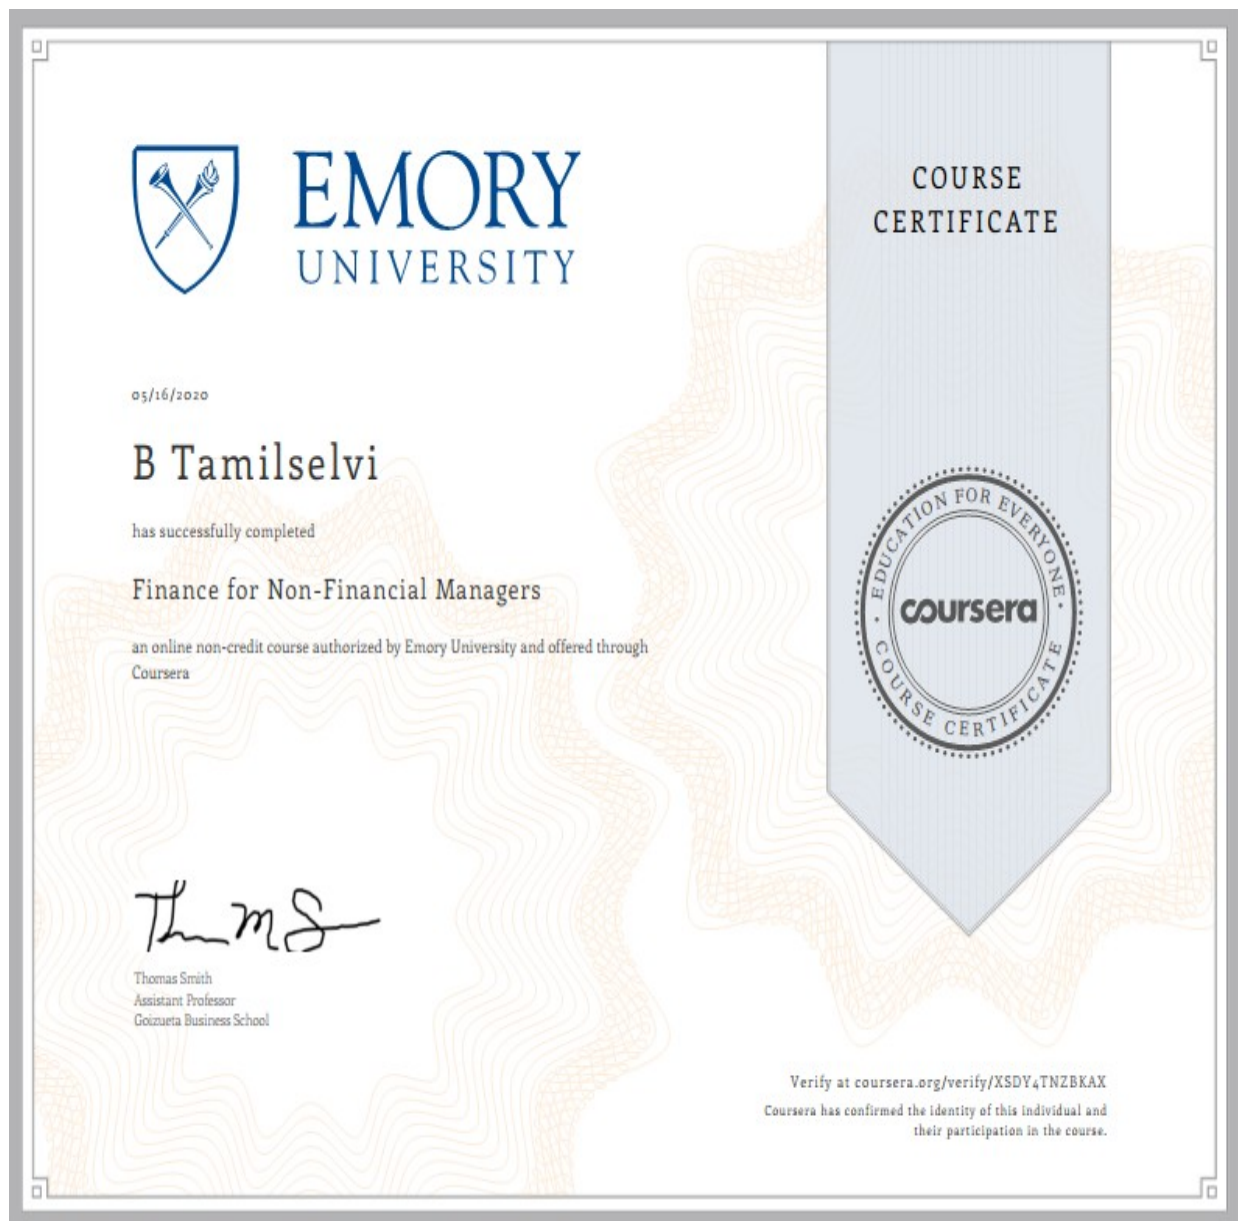 EMORY
UNIVERSITY
COURSE
CERTIFICATE
05/16/2020
B Tamilselvi
has successfully completed
Finance for Non-Financial Managers
an online non-credit course authorized by Emory University and offered through
Coursera
EDUCATION FOR EVERYONE
coursera
COURSE CERTIFICATE
Thomas Smith
Assistant Professor
Goizueta Business School
Verify at coursera.org/verify/XSDY4TNZBKAX
Coursera has confirmed the identity of this individual and
their participation in the course.